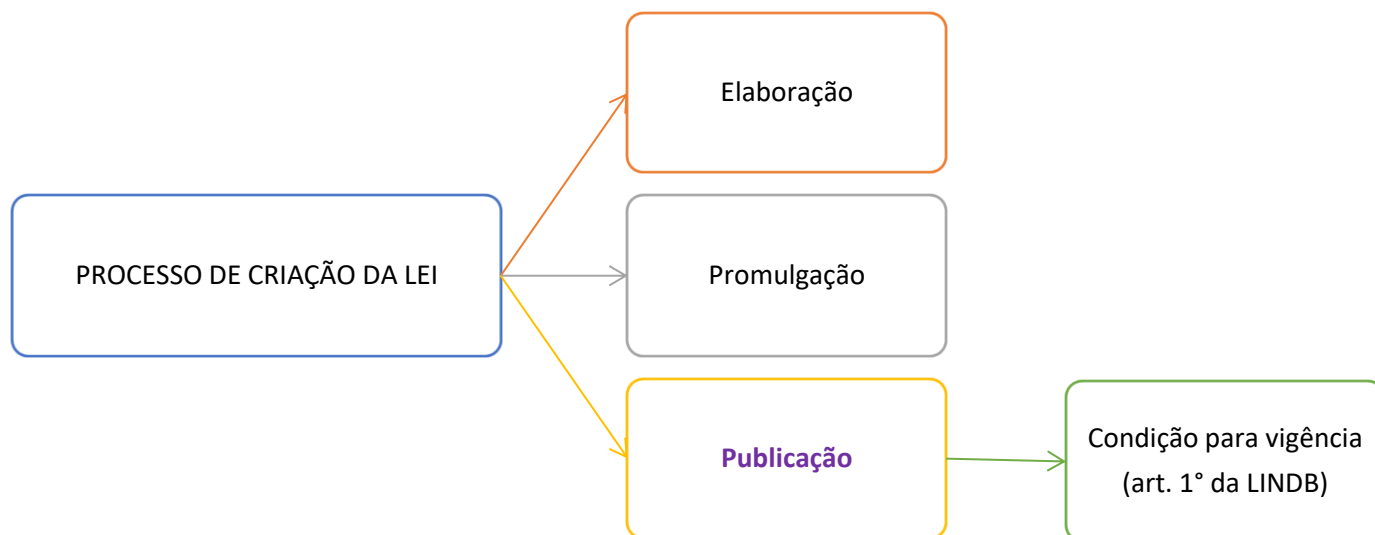 Elaboração
PROCESSO DE CRIAÇÃO DA LEI
Promulgação
Publicação
Condição para vigência
(art. 1° da LINDB)